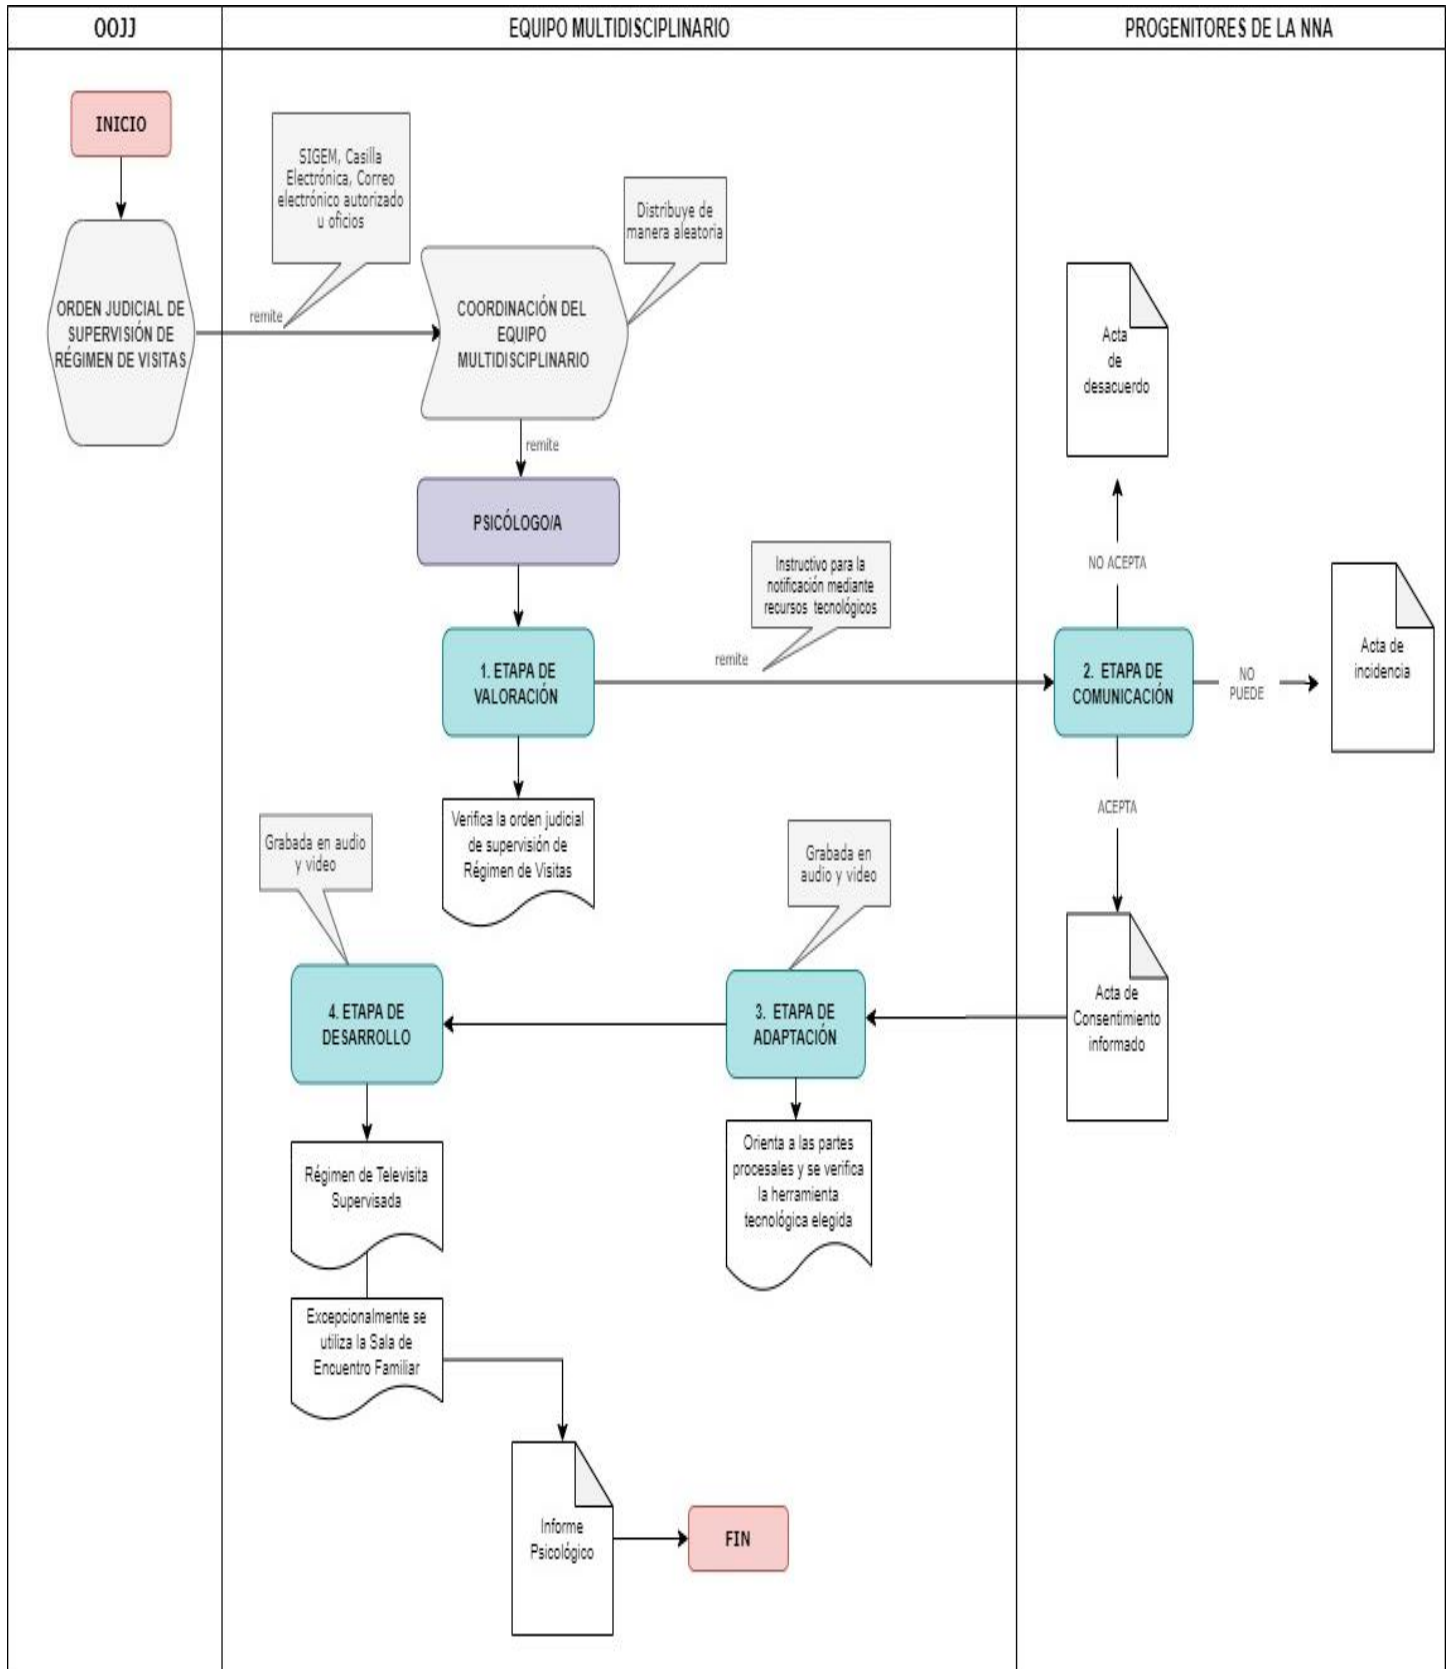 OOJJ
EQUIPO MULTIDISCIPLINARIO
PROGENITORES DE LA NNA
INICIO
SIGEM, Casilla
Electrónica, Correo
electrónico autorizado
u oficios
Distribuye de
manera aleatoria
ORDEN JUDICIAL DE
SUPERVISIÓN DE
RÉGIMEN DE VISITAS
remite
COORDINACIÓN DEL
EQUIPO
MULTIDISCIPLINARIO
Acta
de
desacuerdo
remite
PSICÓLOGO/A
NO ACEPTA
Instructivo para la
notificación mediante
recursos tecnológicos
1. ETAPA DE
VALORACIÓN
remite
2. ETAPA DE
COMUNICACIÓN
NO
PUEDE
Acta de
incidencia
ACEPTA
Verifica la orden judicial
de supervisión de
Régimen de Visitas
Grabada en audio
y video
Grabada en
audio y video
4. ETAPA DE
DESARROLLO
3. ETAPA DE
ADAPTACIÓN
Acta de
Consentimiento
informado
Régimen de Televisita
Supervisada
Orienta a las partes
procesales y se verifica
la herramienta
tecnológica elegida
Excepcionalmente se
utiliza la Sala de
Encuentro Familiar
Informe
Psicológico
FIN